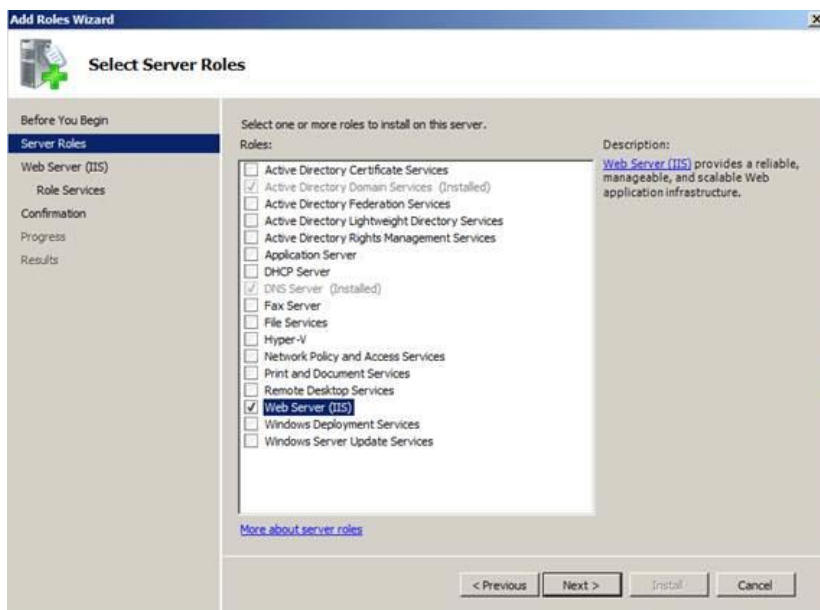 Add Roles Wizard
Select Server Roles
Before You Begin
Server Roles
Web Server (IIS)
Role Services
Confirmation
Progress
Results
Select one or more roles to install on this server.
Roles:
Active Directory Certificate Services
Active Directory Domain Services (Installed)
Active Directory Federation Services
Active Directory Lightweight Directory Services
Active Directory Rights Management Services
Application Server
DHCP Server
DNS Server (Installed)
Fax Server
File Services
Hyper-V
Network Policy and Access Services
Print and Document Services
Remote Desktop Services
Web Server (IIS)
Windows Deployment Services
Windows Server Update Services
More about server roles
Description:
Web Server (IIS) provides a reliable,
manageable, and scalable Web
application infrastructure.
< Previous
Next >
Install
Cancel